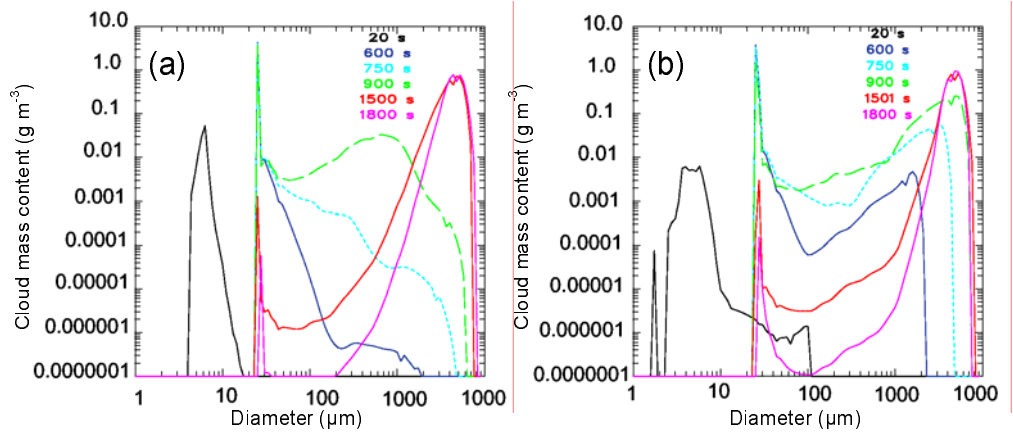 (a)
20 s
600 s
750 s
900 s
1500 s
1800 s
10.0
1.0
0.1
0.01
0.001
0.0001
0.00001
0.000001
0.0000001
Cloud mass content (g m⁻³)
1 10 100 1000 10000
Diameter (µm)
(b)
20 s
600 s
750 s
900 s
1501 s
1800 s
10.0
1.0
0.1
0.01
0.001
0.0001
0.00001
0.000001
0.0000001
Cloud mass content (g m⁻³)
1 10 100 1000 10000
Diameter (µm)